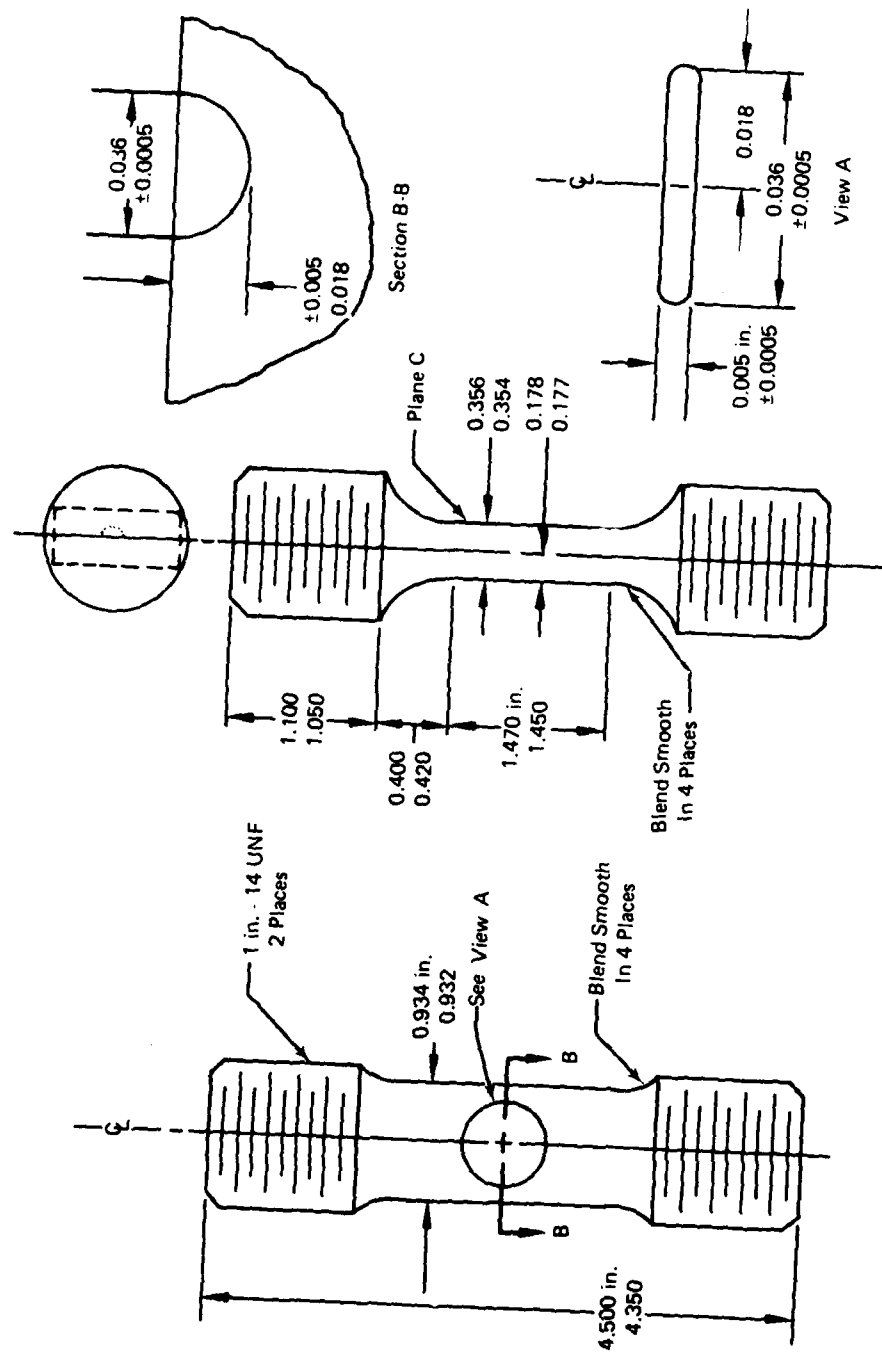 0.036
±0.0005
±0.005
0.018
Section B-B
℄
0.018
0.036
±0.0005
View A
0.005 in.
±0.0005
Plane C
0.356
0.354
0.178
0.177
1.100
1.050
0.400
0.420
1.470 in.
1.450
Blend Smooth
In 4 Places
1 in. - 14 UNF
2 Places
℄
0.934 in.
0.932
See View A
B
B
Blend Smooth
In 4 Places
4.500 in.
4.350